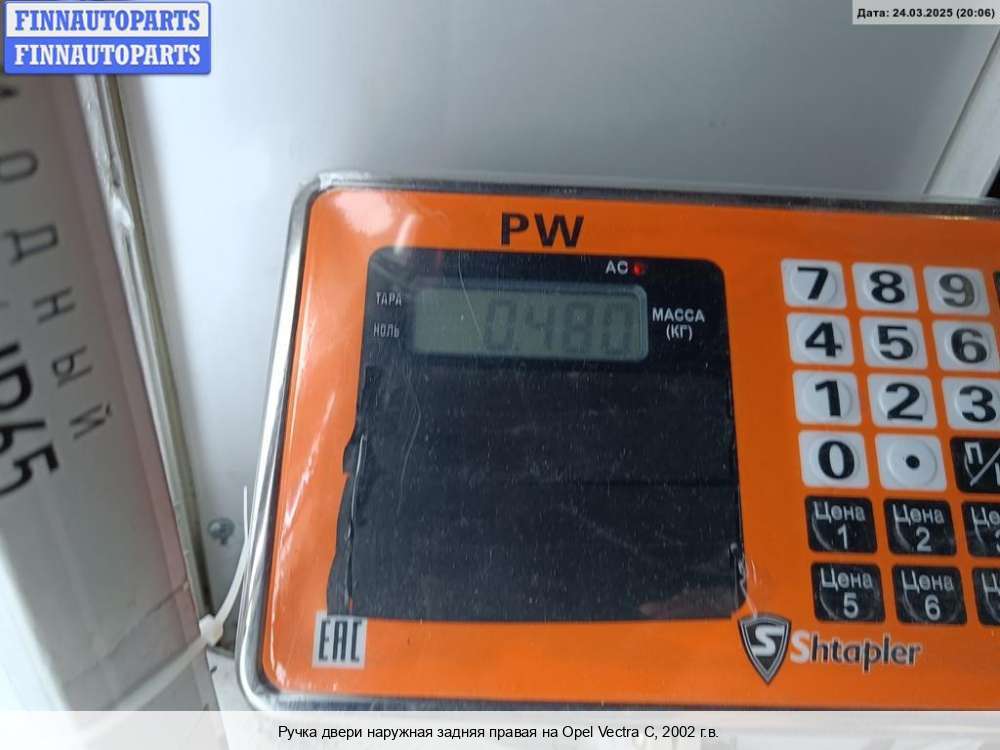 FINNAUTOPARTS
FINNAUTOPARTS
Дата: 24.03.2025 (20:06)
PW
AC
ТАРА
НОЛЬ
0.480
МАССА
(КГ)
7 8 9
4 5 6
1 2 3
0 .
П/
Цена
1
Цена
2
Цена
5
Цена
6
ОДНЫЙ
IP65
EAC
S Shtapler
Ручка двери наружная задняя правая на Opel Vectra C, 2002 г.в.